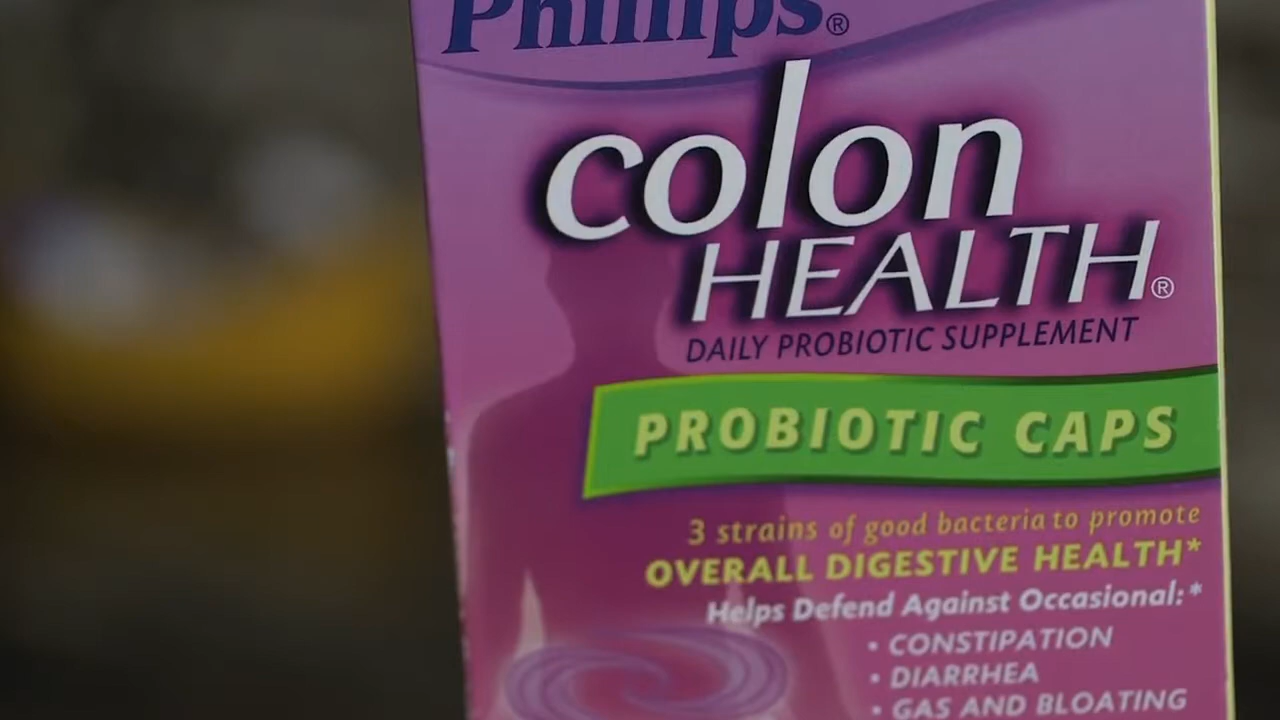 Phillips®
colon
HEALTH®
DAILY PROBIOTIC SUPPLEMENT
PROBIOTIC CAPS
3 strains of good bacteria to promote
OVERALL DIGESTIVE HEALTH*
Helps Defend Against Occasional:*
• CONSTIPATION
• DIARRHEA
• GAS AND BLOATING